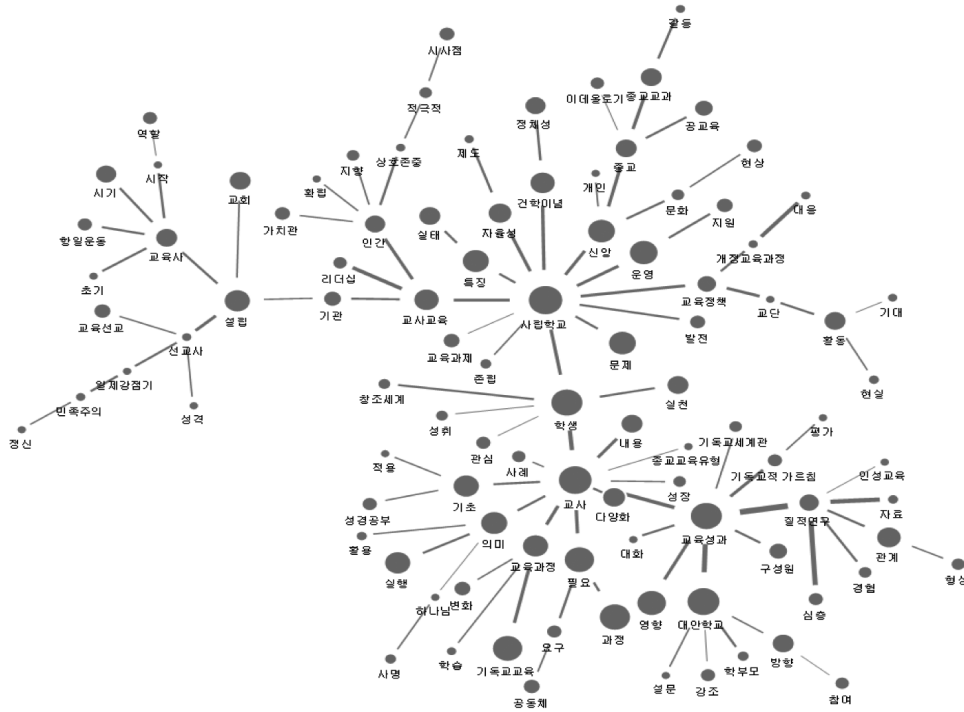 갈등
시사점
이데올로기
종교교과
적극적
정체성
공교육
역할
제도
종교
현상
지향
상호존중
시작
개인
시기
교회
확립
건학이념
문화
대응
가치관
인간
실태
자율성
신앙
지원
항일운동
교육사
리더십
특징
운영
개정교육과정
초기
설립
기관
교사교육
사립학교
교육정책
교단
기대
교육선교
선교사
교육과제
존립
문제
발전
활동
일제강점기
현실
민족주의
성격
창조세계
학생
실천
정신
성취
관심
내용
기독교세계관
평가
적용
사례
종교교육유형
기독교적 가르침
인성교육
기초
교사
성장
성경공부
다양화
교육성과
질적연구
자료
활용
의미
대화
구성원
관계
실행
교육과정
필요
경험
형성
하나님
변화
과정
영향
대안학교
심층
사명
학습
기독교교육
요구
방향
학부모
설문
강조
공동체
참여